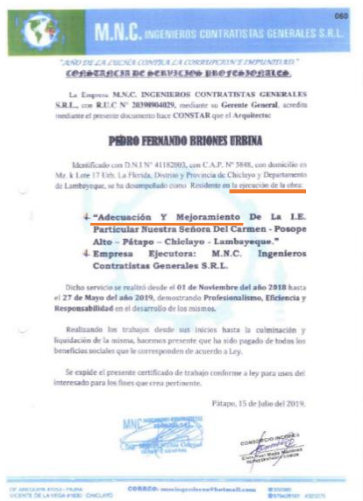 060
M.N.C. INGENIEROS CONTRATISTAS GENERALES S.R.L.
"AÑO DE LA LUCHA CONTRA LA CORRUPCION E IMPUNIDAD."
CONSTANCIA DE SERVICIOS PROFESIONALES.
La Empresa M.N.C. INGENIEROS CONTRATISTAS GENERALES
S.R.L., con R.U.C N° 20398904029, mediante su Gerente General, acredita
mediante el presente documento hace CONSTAR que el Arquitecto:
PEDRO FERNANDO BRIONES URBINA
Identificado con D.N.I N° 41182003, con C.A.P. N° 5848, con domicilio en
Mz. k Lote 17 Urb. La Florida, Distrito y Provincia de Chiclayo y Departamento
de Lambayeque, se ha desempeñado como Residente en la ejecución de la obra:
"Adecuación Y Mejoramiento De La I.E.
Particular Nuestra Señora Del Carmen - Posope
Alto – Pátapo – Chiclayo - Lambayeque."
Empresa Ejecutora: M.N.C. Ingenieros
Contratistas Generales S.R.L.
Dicho servicio se realizó desde el 01 de Noviembre del año 2018 hasta
el 27 de Mayo del año 2019, demostrando Profesionalismo, Eficiencia y
Responsabilidad en el desarrollo de los mismos.
Realizando los trabajos desde sus inicios hasta la culminación y
liquidación de la misma, hacemos presente que ha sido pagado de todos los
beneficios sociales que le corresponden de acuerdo a Ley.
Se expide el presente certificado de trabajo conforme a ley para usos del
interesado para los fines que crea pertinente.
Pátapo, 15 de Julio del 2019.
MNC
CORREO: